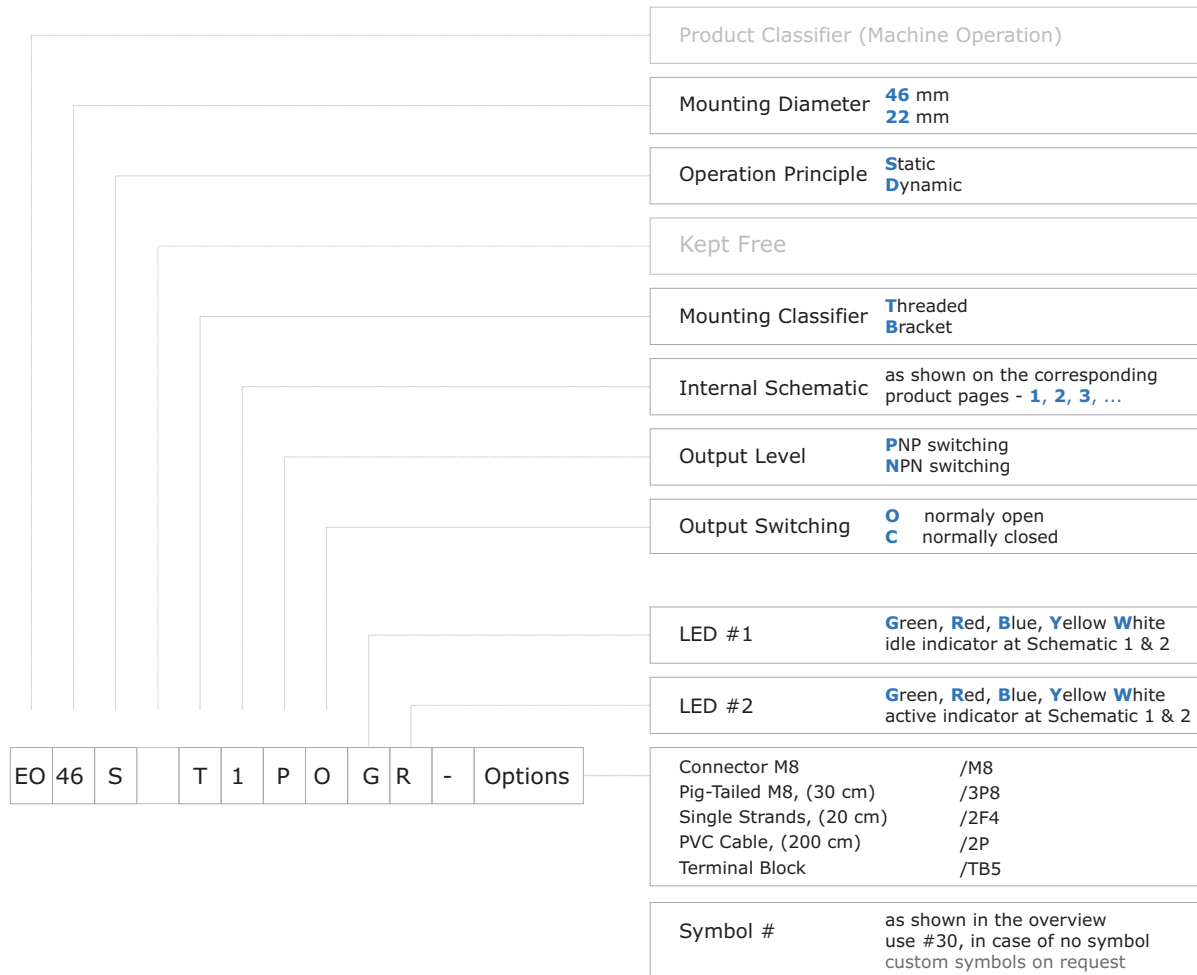 Product Classifier (Machine Operation)
Mounting Diameter 46 mm
22 mm
Operation Principle Static
Dynamic
Kept Free
Mounting Classifier Threaded
Bracket
Internal Schematic as shown on the corresponding
product pages - 1, 2, 3, ...
Output Level PNP switching
NPN switching
Output Switching O normaly open
C normally closed
LED #1 Green, Red, Blue, Yellow White
idle indicator at Schematic 1 & 2
LED #2 Green, Red, Blue, Yellow White
active indicator at Schematic 1 & 2
EO 46 S T 1 P O G R - Options
Connector M8 /M8
Pig-Tailed M8, (30 cm) /3P8
Single Strands, (20 cm) /2F4
PVC Cable, (200 cm) /2P
Terminal Block /TB5
Symbol # as shown in the overview
use #30, in case of no symbol
custom symbols on request